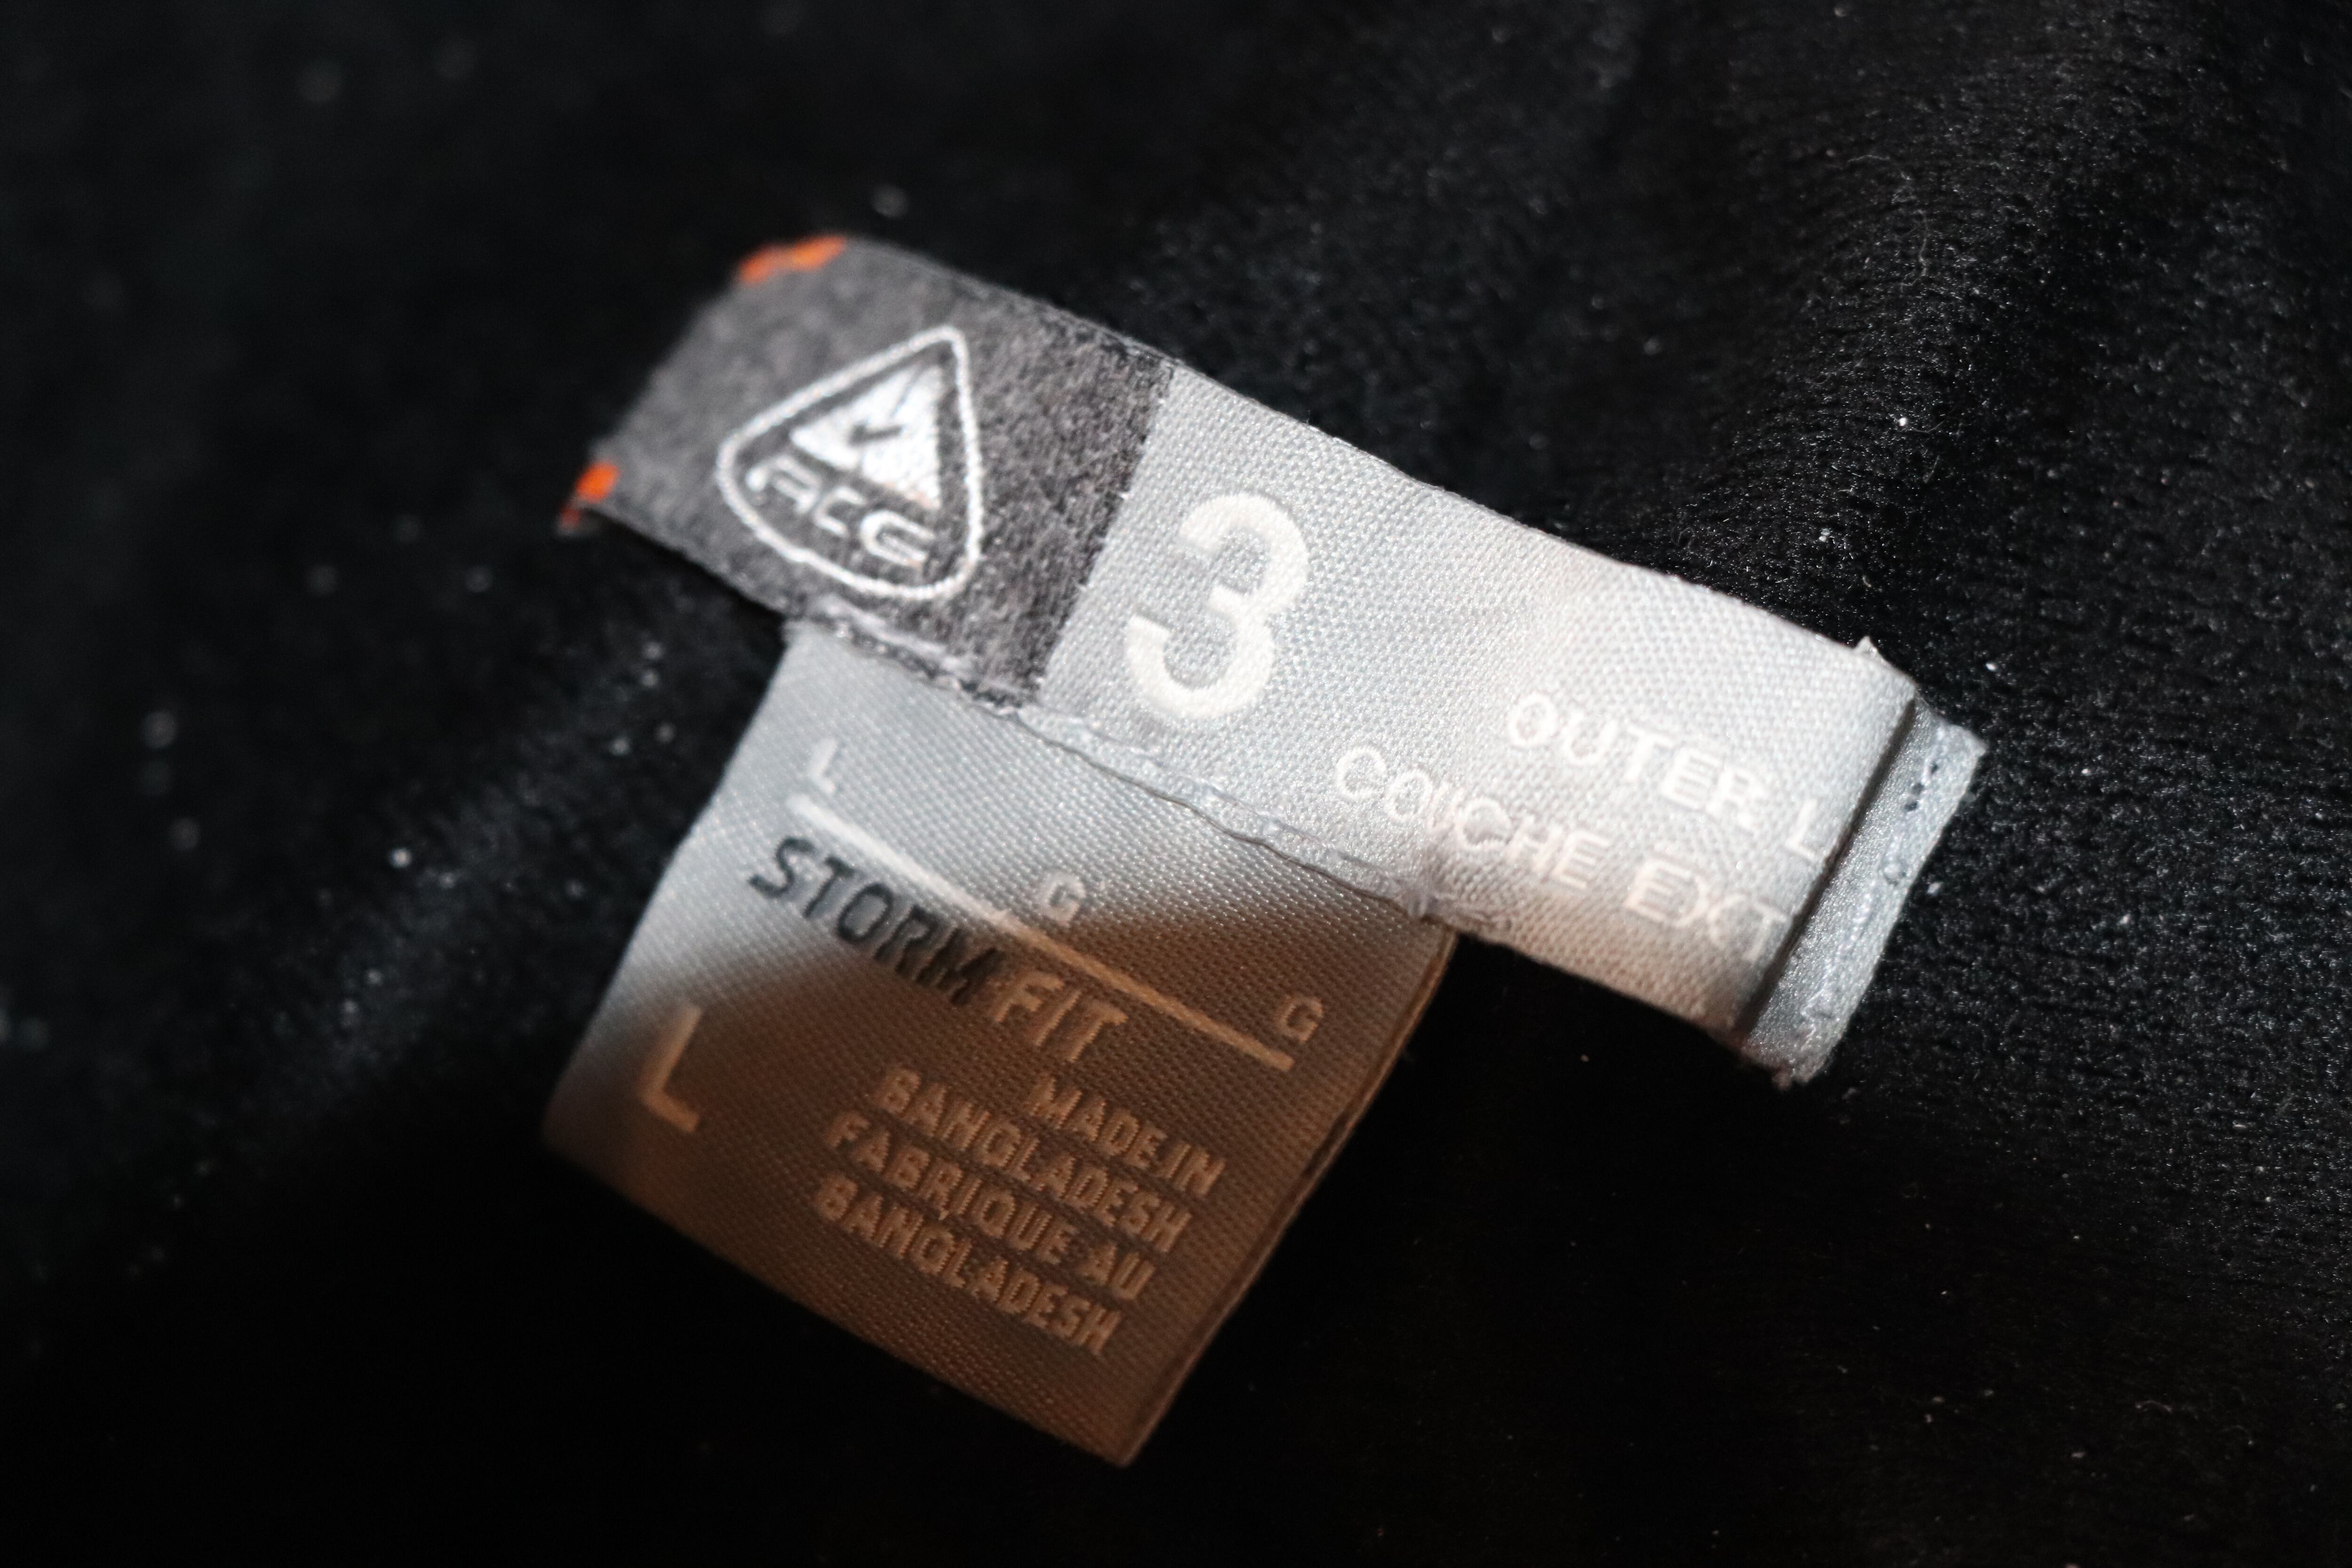 ACG
3
OUTER L
COUCHE EXT
L G G
STORM FIT
L
MADE IN
BANGLADESH
FABRIQUE AU
BANGLADESH